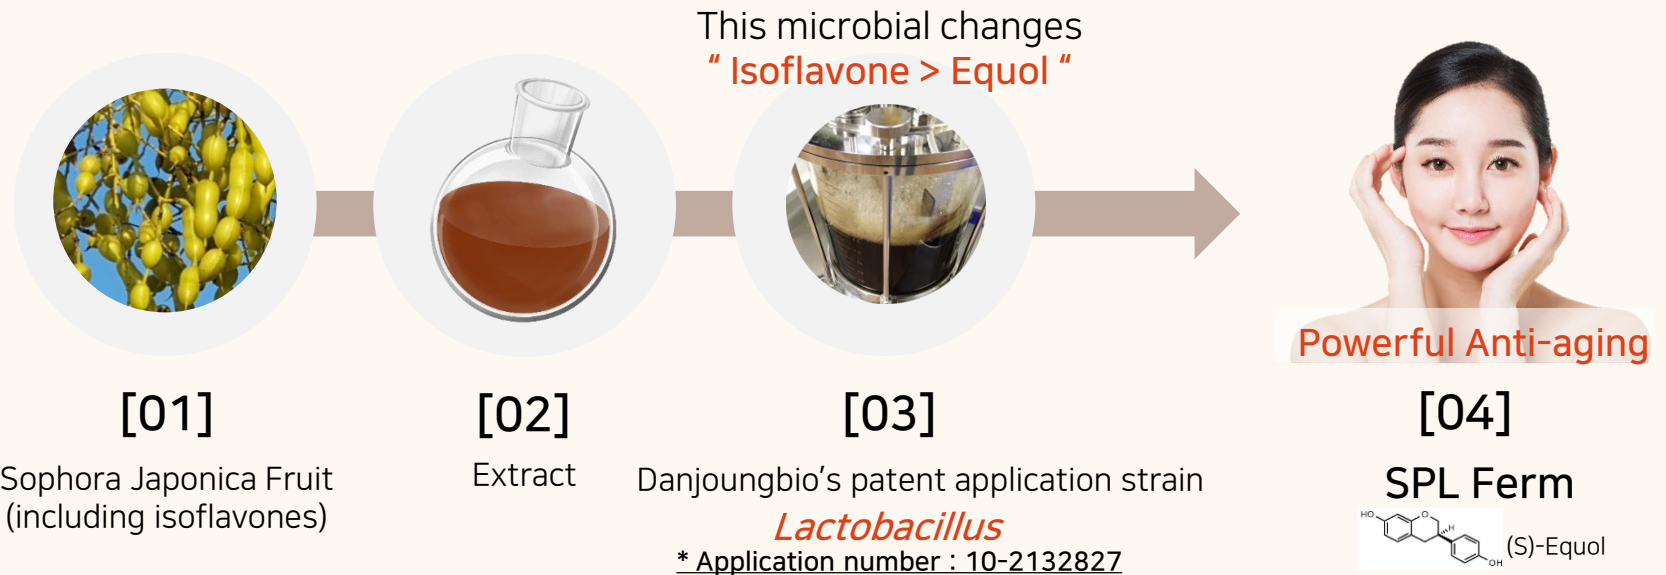 This microbial changes
“ Isoflavone > Equol “
Powerful Anti-aging
[01]
Sophora Japonica Fruit
(including isoflavones)
[02]
Extract
[03]
Danjoungbio’s patent application strain
Lactobacillus
* Application number : 10-2132827
[04]
SPL Ferm
HO
O
H
OH
(S)-Equol